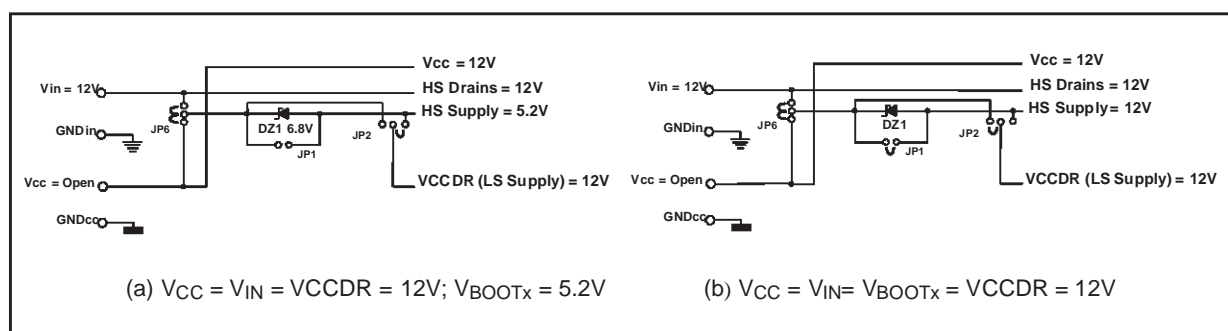 Vcc = 12V
Vin = 12V
HS Drains = 12V
HS Supply = 5.2V
JP6
DZ1 6.8V
JP2
GNDin
JP1
Vcc = Open
VCCDR (LS Supply) = 12V
GNDcc
(a) VCC = VIN = VCCDR = 12V; VBOOTx = 5.2V
Vcc = 12V
Vin = 12V
HS Drains = 12V
HS Supply= 12V
JP6
DZ1
JP2
GNDin
JP1
Vcc = Open
VCCDR (LS Supply) = 12V
GNDcc
(b) VCC = VIN= VBOOTx = VCCDR = 12V